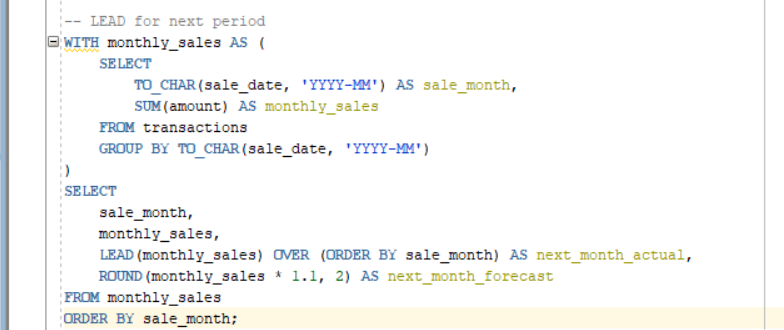 -- LEAD for next period
WITH monthly_sales AS (
    SELECT
        TO_CHAR(sale_date, 'YYYY-MM') AS sale_month,
        SUM(amount) AS monthly_sales
    FROM transactions
    GROUP BY TO_CHAR(sale_date, 'YYYY-MM')
)
SELECT
    sale_month,
    monthly_sales,
    LEAD(monthly_sales) OVER (ORDER BY sale_month) AS next_month_actual,
    ROUND(monthly_sales * 1.1, 2) AS next_month_forecast
FROM monthly_sales
ORDER BY sale_month;